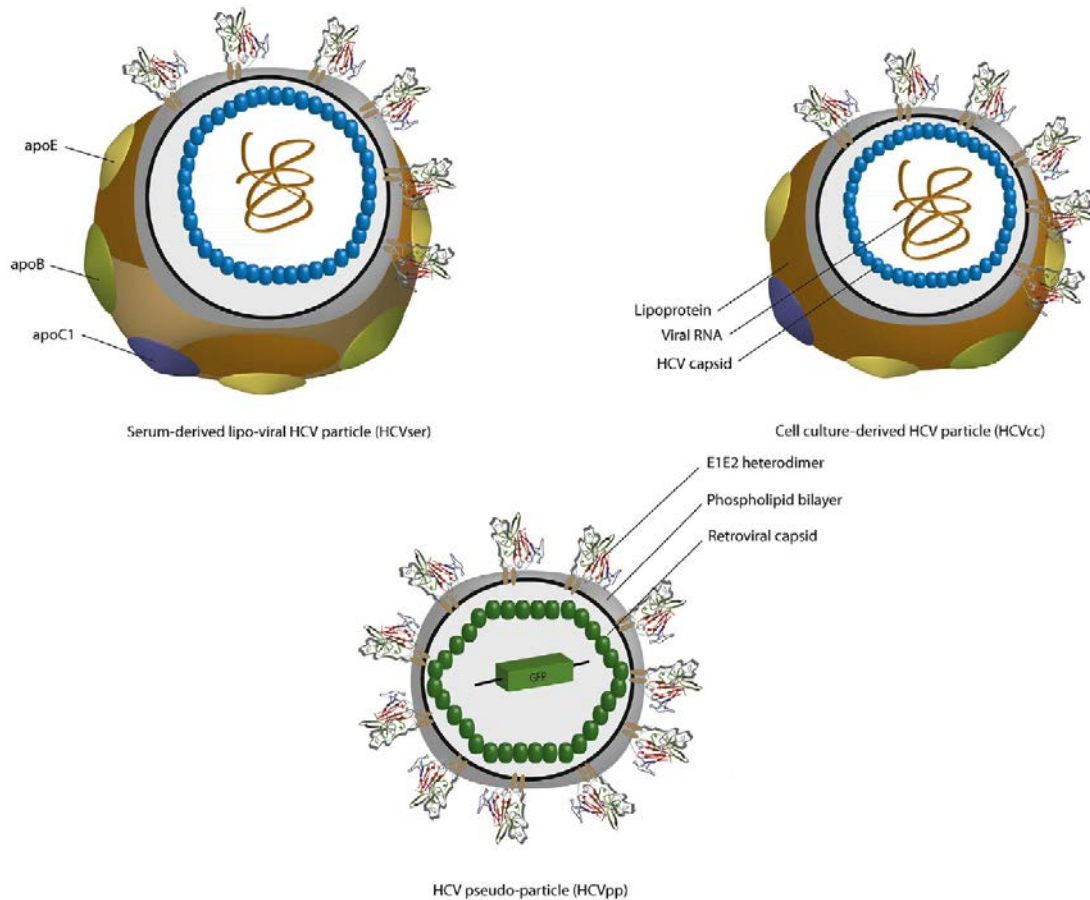 apoE
apoB
apoC1
Serum-derived lipo-viral HCV particle (HCVser)
Lipoprotein
Viral RNA
HCV capsid
Cell culture-derived HCV particle (HCVcc)
E1E2 heterodimer
Phospholipid bilayer
Retroviral capsid
GFP
HCV pseudo-particle (HCVpp)